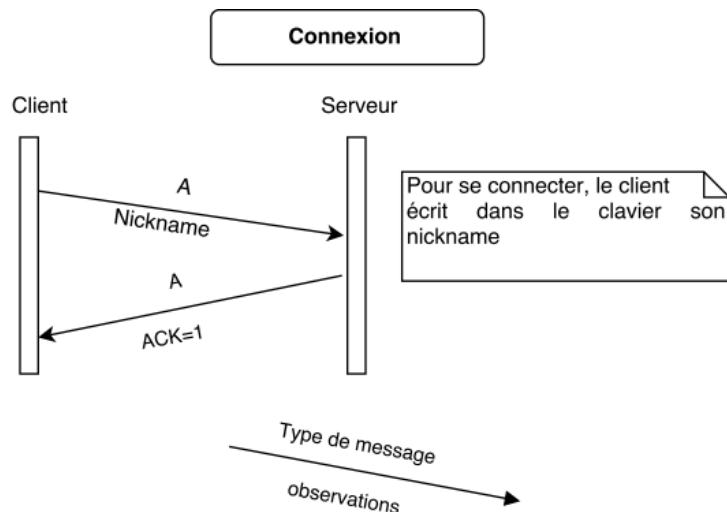 Connexion
Client
Serveur
A
Nickname
A
ACK=1
Pour se connecter, le client
écrit dans le clavier son
nickname
Type de message
observations